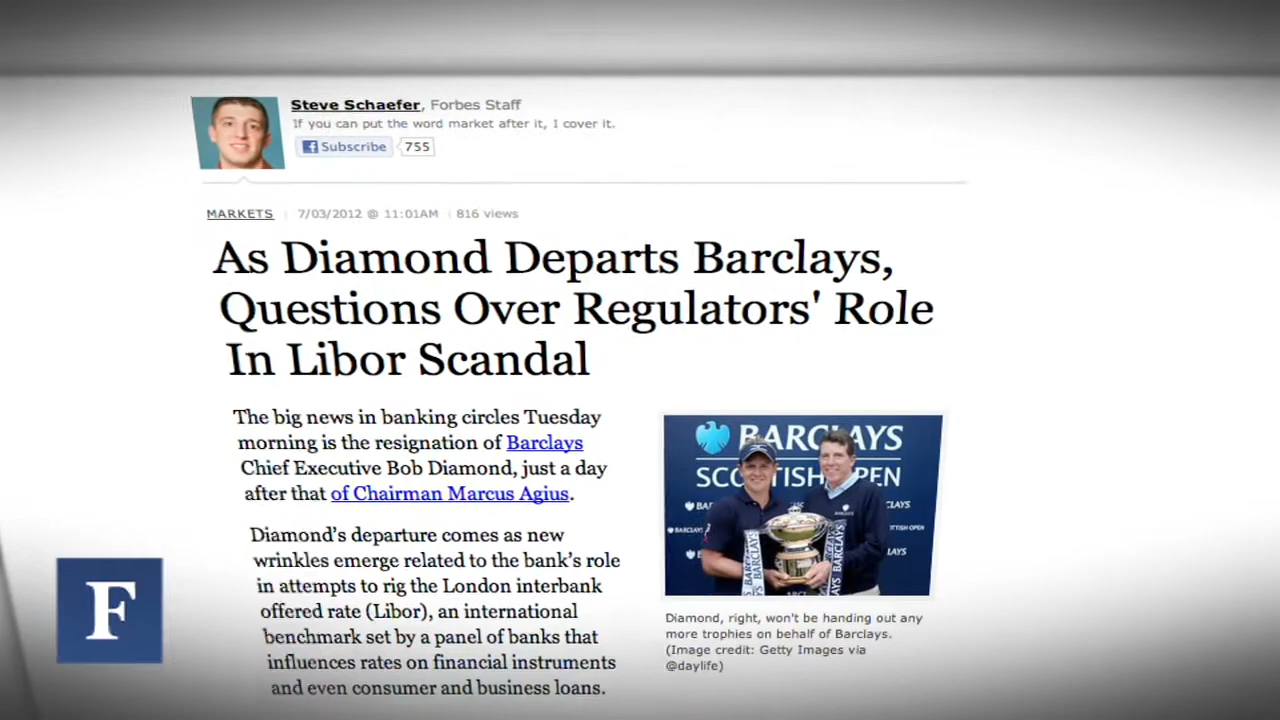 Steve Schaefer, Forbes Staff
If you can put the word market after it, I cover it.
Subscribe 755
MARKETS 7/03/2012 @ 11:01AM 816 views
As Diamond Departs Barclays,
Questions Over Regulators' Role
In Libor Scandal
The big news in banking circles Tuesday
morning is the resignation of Barclays
Chief Executive Bob Diamond, just a day
after that of Chairman Marcus Agius.
Diamond’s departure comes as new
wrinkles emerge related to the bank’s role
in attempts to rig the London interbank
offered rate (Libor), an international
benchmark set by a panel of banks that
influences rates on financial instruments
and even consumer and business loans.
BARCLAYS
SCOTTISH OPEN
BARCLAYS
BARCLAYS
Diamond, right, won't be handing out any
more trophies on behalf of Barclays.
(Image credit: Getty Images via
@daylife)
F